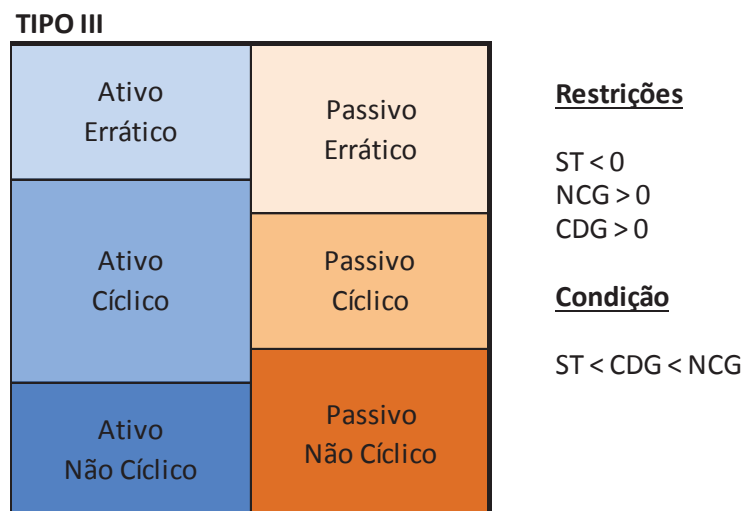 TIPO III
Ativo
Errático
Passivo
Errático
Ativo
Cíclico
Passivo
Cíclico
Ativo
Não Cíclico
Passivo
Não Cíclico
Restrições
ST < 0
NCG > 0
CDG > 0
Condição
ST < CDG < NCG